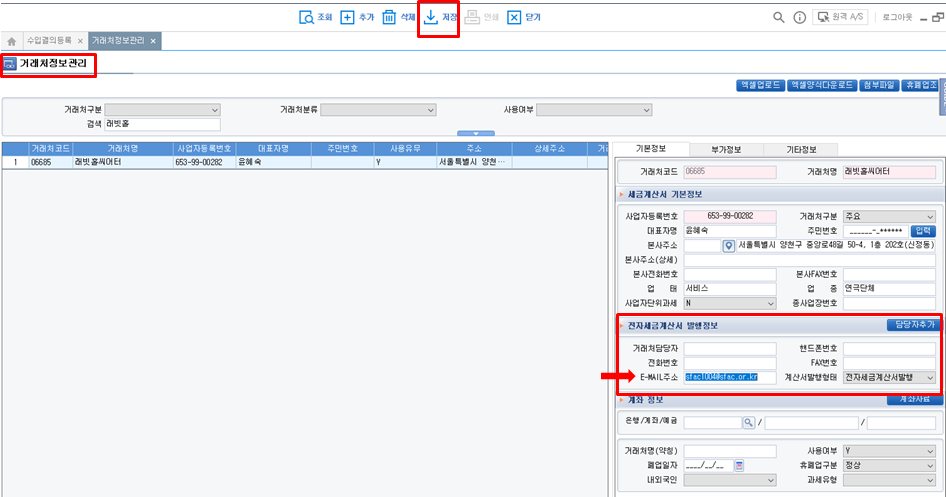 조회 추가 삭제 저장 인쇄 닫기 원격 A/S 로그아웃
수입결의등록 × 거래처정보관리 ×
거래처정보관리
엑셀업로드 엑셀양식다운로드 첨부파일 휴폐업조
거래처구분 거래처분류 사용여부
검색 래빗홀
거래처코드 거래처명 사업자등록번호 대표자명 주민번호 사용유무 주소 상세주소 거래
1 06685 래빗홀씨어터 653-99-00282 윤혜숙 Y 서울특별시 양천…
기본정보 부가정보 기타정보
거래처코드 06685 거래처명 래빗홀씨어터
세금계산서 기본정보
사업자등록번호 653-99-00282 거래처구분 주요
대표자명 윤혜숙 주민번호 ______-_****** 입력
본사주소 서울특별시 양천구 중앙로48길 50-4, 1층 202호(신정동)
본사주소(상세)
본사전화번호 본사FAX번호
업 태 서비스 업 종 연극단체
사업자단위과세 N 종사업장번호
전자세금계산서 발행정보 담당자추가
거래처담당자 핸드폰번호
전화번호 FAX번호
E-MAIL주소 sfac1004@sfac.or.kr 계산서발행형태 전자세금계산서발행
계좌 정보 계좌자료
은행/계좌/예금 / /
거래처명(약칭) 사용여부 Y
폐업일자 ____/__/__ 휴폐업구분 정상
내외국인 과세유형